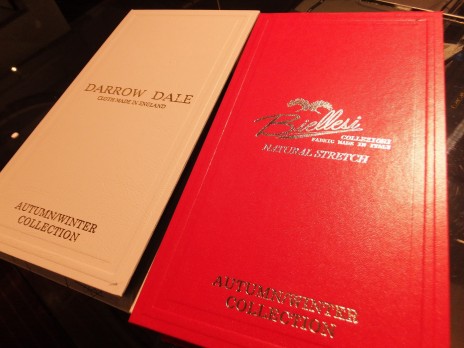 DARROW DALE
CLOTH MADE IN ENGLAND
AUTUMN/WINTER
COLLECTION
Biellesi
COLLEZIONI
FABRIC MADE IN ITALY
NATURAL STRETCH
AUTUMN/WINTER
COLLECTION